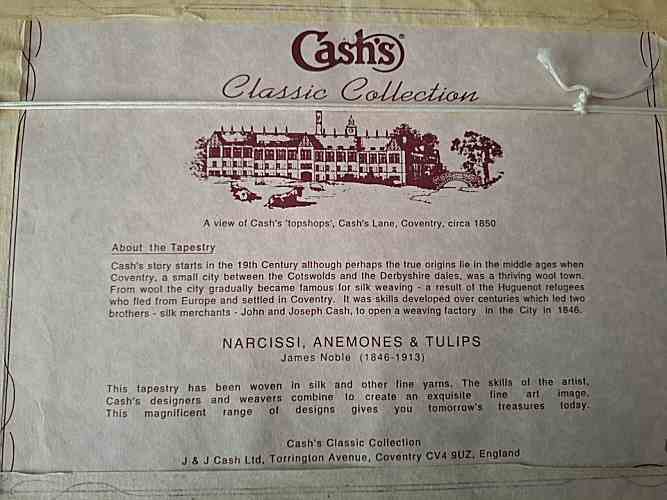 Cash's®
Classic Collection
A view of Cash's 'topshops', Cash's Lane, Coventry, circa 1850
About the Tapestry
Cash's story starts in the 19th Century although perhaps the true origins lie in the middle ages when
Coventry, a small city between the Cotswolds and the Derbyshire dales, was a thriving wool town.
From wool the city gradually became famous for silk weaving - a result of the Huguenot refugees
who fled from Europe and settled in Coventry. It was skills developed over centuries which led two
brothers - silk merchants - John and Joseph Cash, to open a weaving factory in the City in 1846.
NARCISSI, ANEMONES & TULIPS
James Noble (1846-1913)
This tapestry has been woven in silk and other fine yarns. The skills of the artist,
Cash's designers and weavers combine to create an exquisite fine art image.
This magnificent range of designs gives you tomorrow's treasures today.
Cash's Classic Collection
J & J Cash Ltd, Torrington Avenue, Coventry CV4 9UZ, England